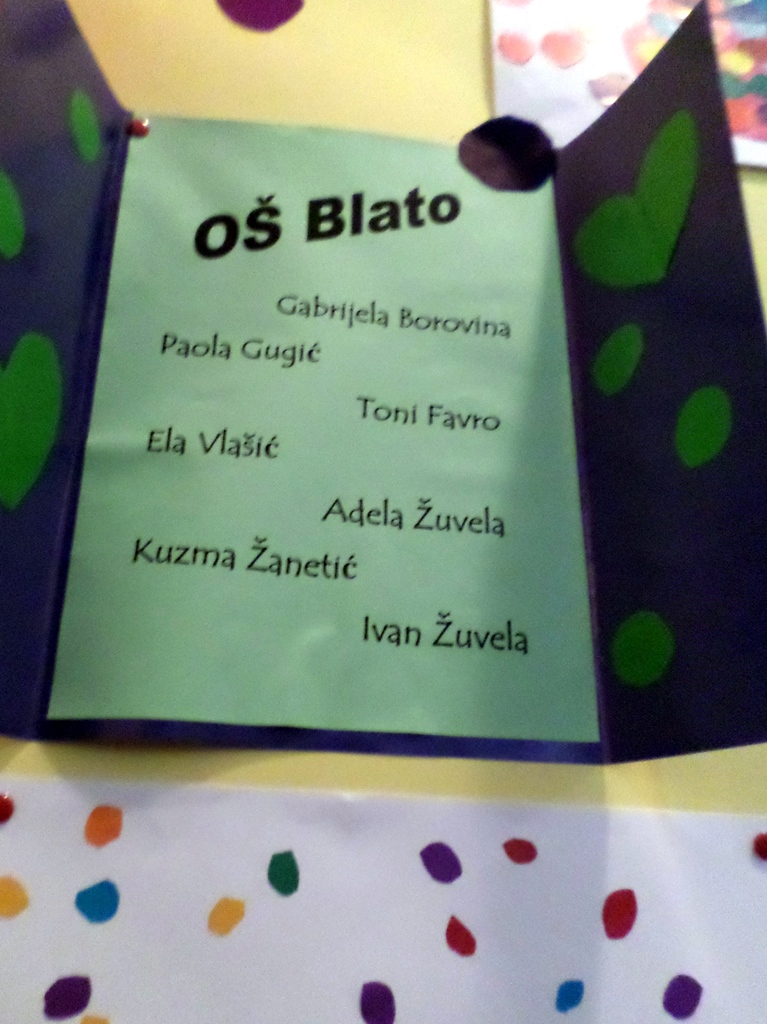 OŠ Blato
Gabrijela Borovina
Paola Gugić
Toni Favro
Ela Vlašić
Adela Žuvela
Kuzma Žanetić
Ivan Žuvela